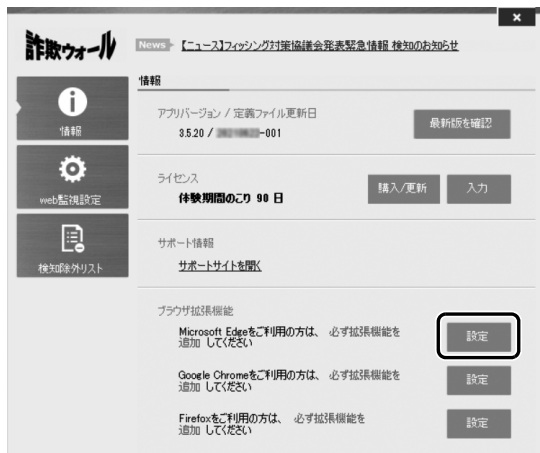 詐欺ウォール
News 【ニュース】フィッシング対策協議会発表緊急情報 検知のお知らせ
情報
情報
アプリバージョン / 定義ファイル更新日
3.5.20 / -001
最新版を確認
web監視設定
ライセンス
体験期間のこり 90 日
購入/更新
入力
検知除外リスト
サポート情報
サポートサイトを開く
ブラウザ拡張機能
Microsoft Edgeをご利用の方は、 必ず拡張機能を
追加 してください
設定
Google Chromeをご利用の方は、 必ず拡張機能を
追加 してください
設定
Firefoxをご利用の方は、 必ず拡張機能を
追加 してください
設定